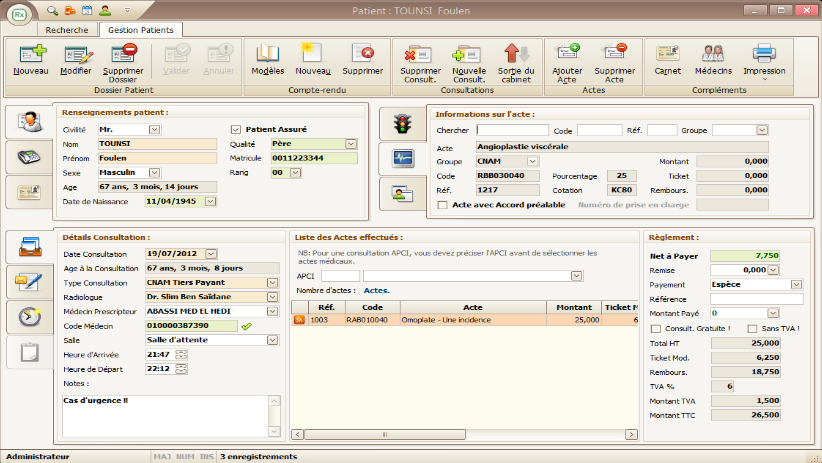 Patient : TOUNSI Foulen
Rx
Recherche
Gestion Patients
Nouveau
Modifier
Supprimer Dossier
Valider
Annuler
Dossier Patient
Modèles
Nouveau
Supprimer
Compte-rendu
Supprimer Consult.
Nouvelle Consult.
Sortie du cabinet
Consultations
Ajouter Acte
Supprimer Acte
Actes
Carnet
Médecins
Impression
Compléments
Renseignements patient :
Civilité Mr. Patient Assuré
Nom TOUNSI Qualité Père
Prénom Foulen Matricule 0011223344
Sexe Masculin Rang 00
Age 67 ans, 3 mois, 14 jours
Date de Naissance 11/04/1945
Informations sur l'acte :
Chercher Code Réf. Groupe
Acte Angioplastie viscérale
Groupe CNAM Montant 0,000
Code RBB030040 Pourcentage 25 Ticket 0,000
Réf. 1217 Cotation KC80 Rembours. 0,000
Acte avec Accord préalable Numéro de prise en charge
Détails Consultation :
Date Consultation 19/07/2012
Age à la Consultation 67 ans, 3 mois, 8 jours
Type Consultation CNAM Tiers Payant
Radiologue Dr. Slim Ben Saïdane
Médecin Prescripteur ABASSI MED EL HEDI
Code Médecin 010000387390
Salle Salle d'attente
Heure d'Arrivée 21:47
Heure de Départ 22:12
Notes :
Cas d'urgence !!
Liste des Actes effectués :
NB: Pour une consultation APCI, vous devez préciser l'APCI avant de sélectionner les
actes médicaux.
APCI
Nombre d'actes : Actes.
Réf. Code Acte Montant Ticket M
1003 RAB010040 Omoplate - Une incidence 25,000 6
Règlement :
Net à Payer 7,750
Remise 0,000
Payement Espèce
Référence
Montant Payé 0
Consult. Gratuite ! Sans TVA !
Total HT 25,000
Ticket Mod. 6,250
Rembours. 18,750
TVA % 6
Montant TVA 1,500
Montant TTC 26,500
Administrateur MAJ NUM INS 3 enregistrements